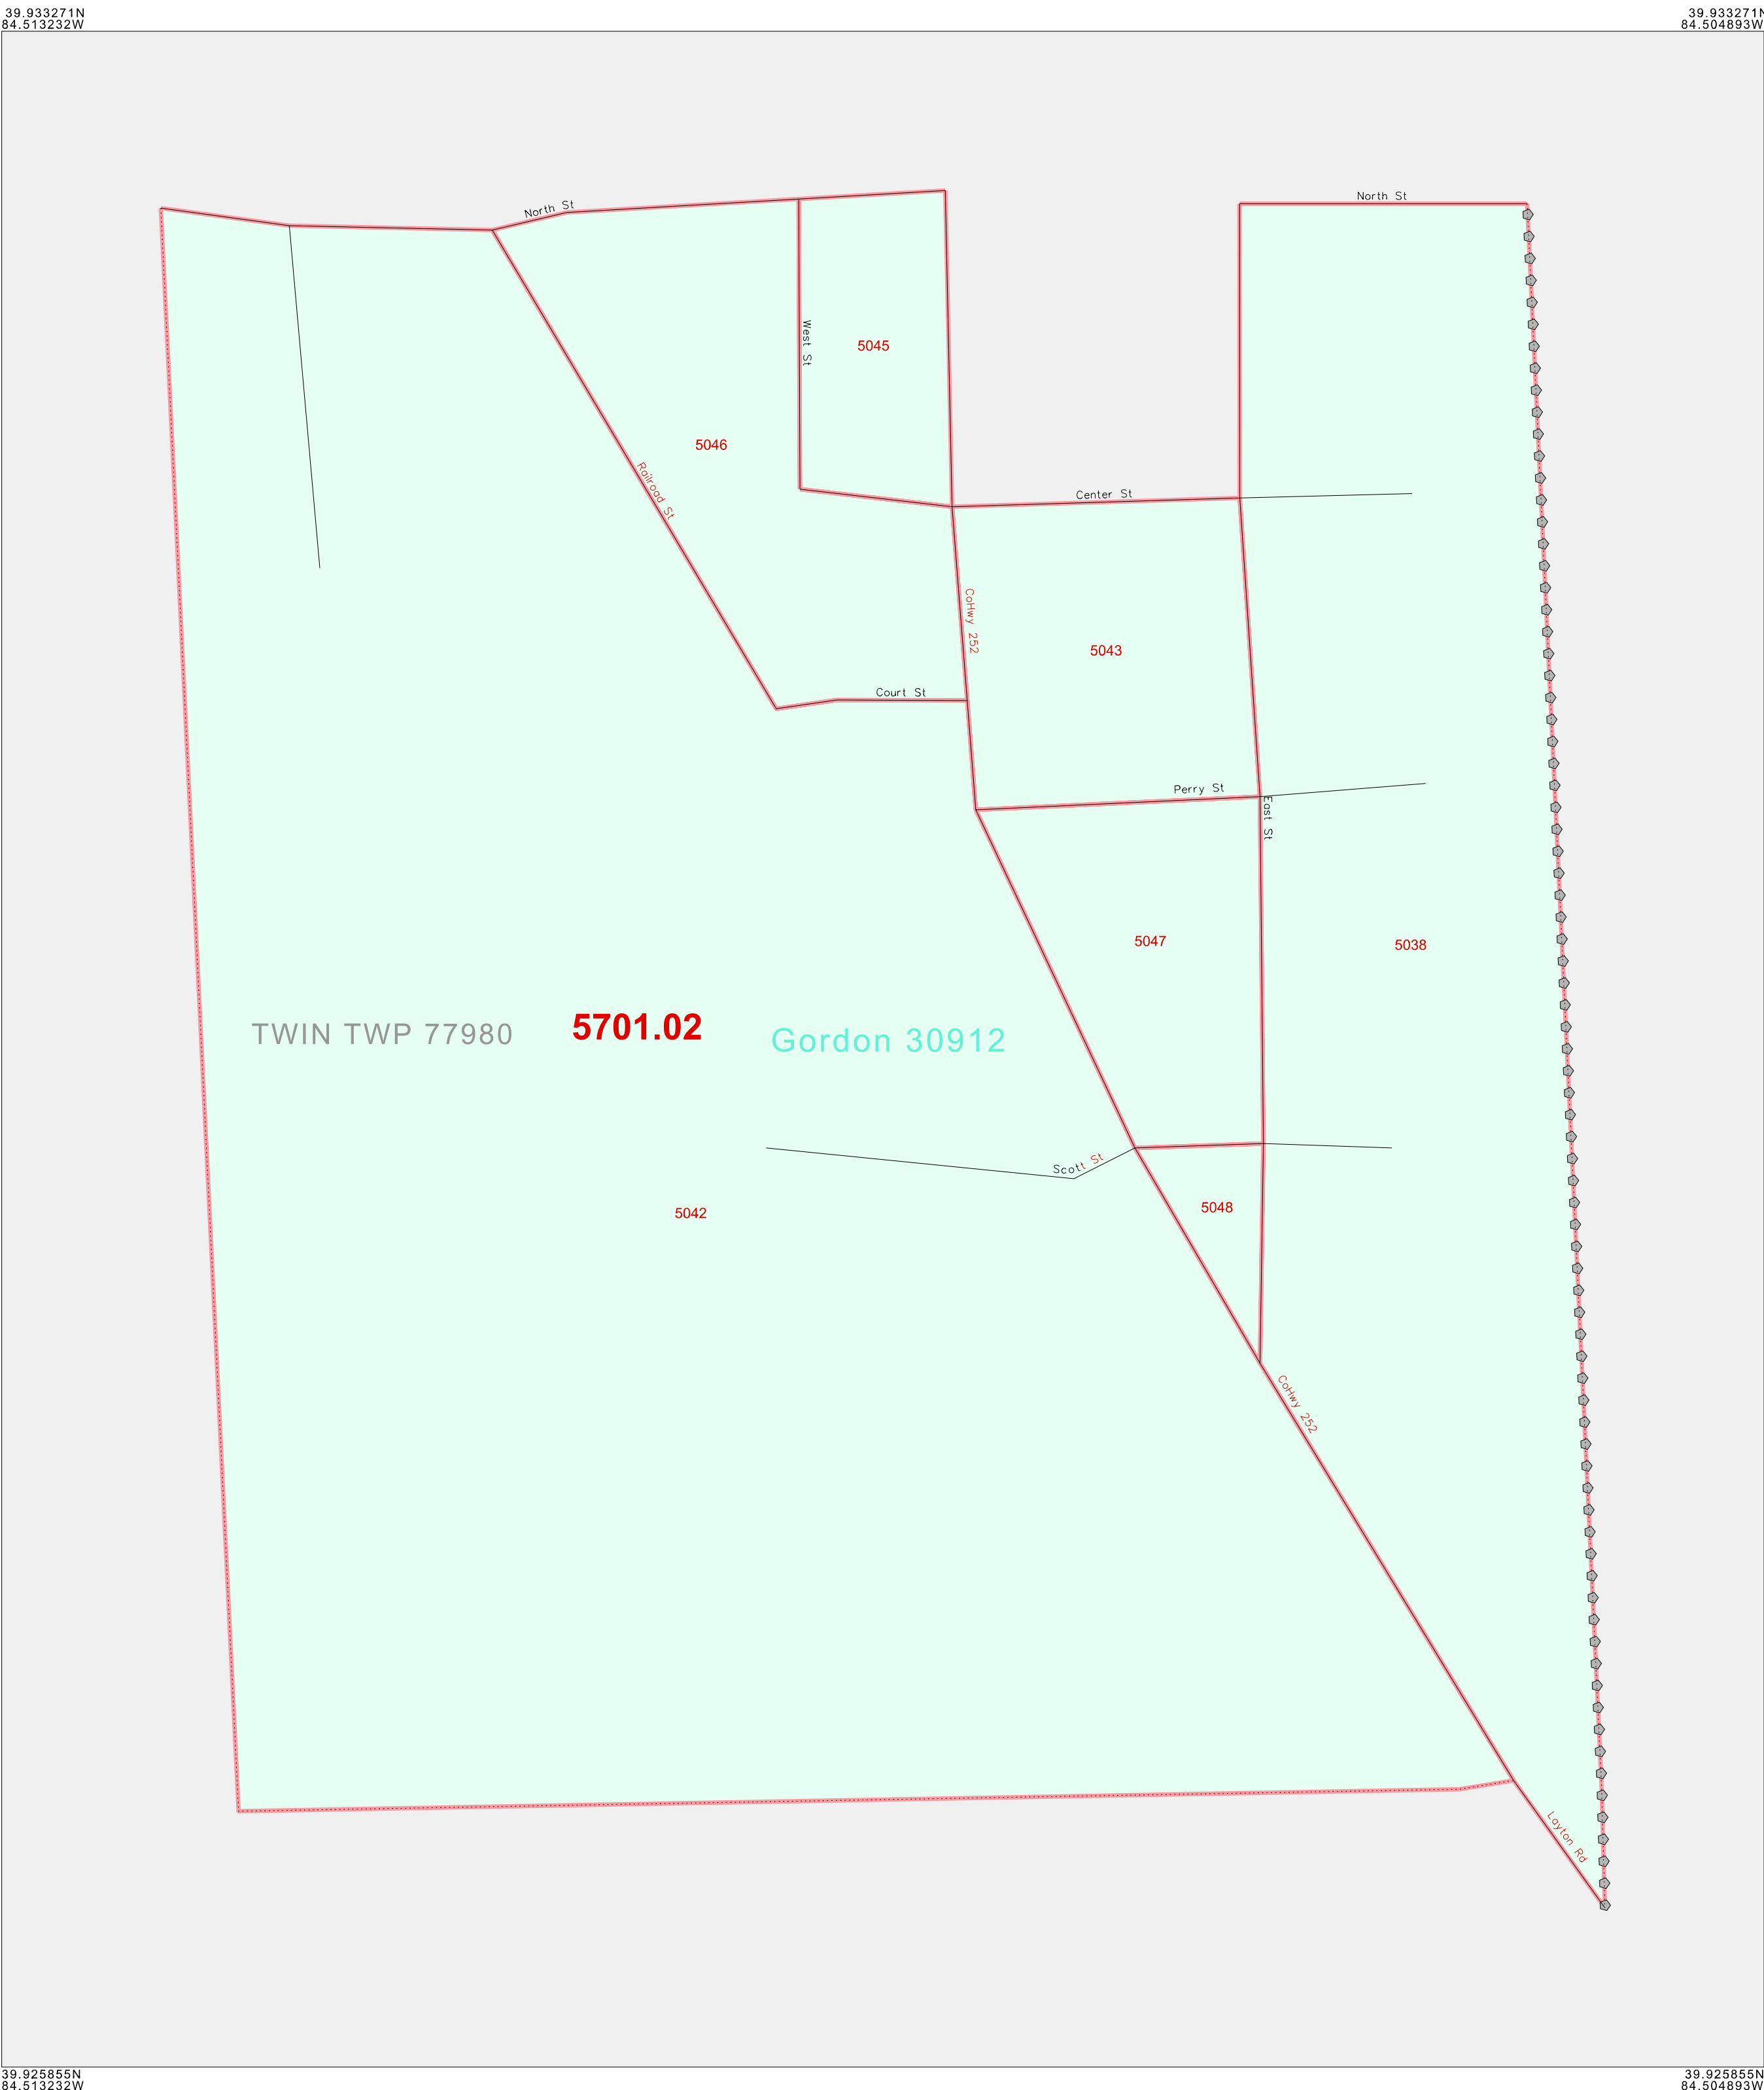 39.933271N
84.513232W
39.933271N
84.504893W
North St
North St
West St
5045
5046
Railroad St
Center St
CoHwy 252
5043
Court St
Perry St
East St
5047
5038
TWIN TWP 77980
5701.02
Gordon 30912
Scott St
5042
5048
CoHwy 252
Layton Rd
39.925855N
84.513232W
39.925855N
84.504893W